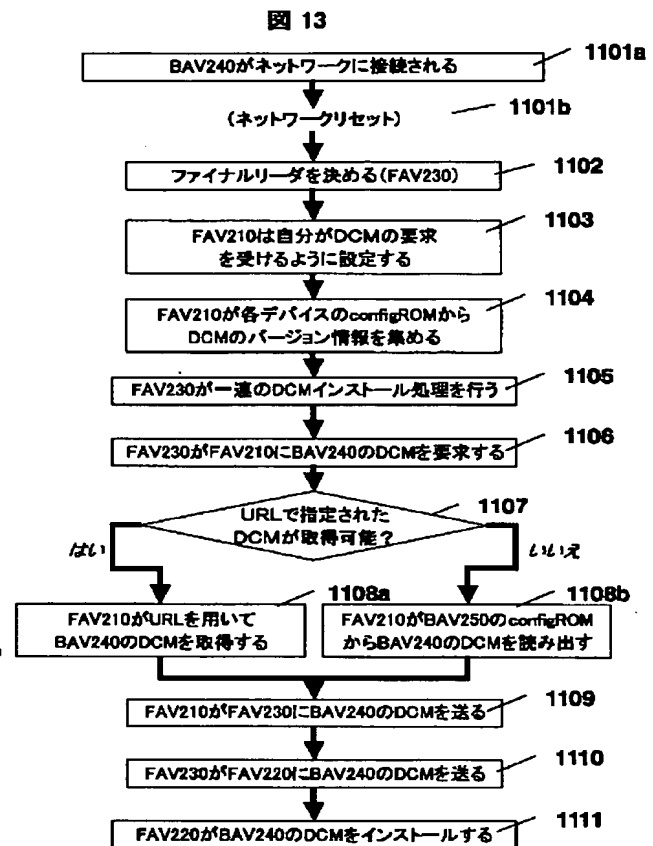 図 13
BAV240がネットワークに接続される
1101a
(ネットワークリセット)
1101b
ファイナルリーダを決める(FAV230)
1102
FAV210は自分がDCMの要求
を受けるように設定する
1103
FAV210が各デバイスのconfigROMから
DCMのバージョン情報を集める
1104
FAV230が一連のDCMインストール処理を行う
1105
FAV230がFAV210にBAV240のDCMを要求する
1106
URLで指定された
DCMが取得可能?
1107
はい
いいえ
FAV210がURLを用いて
BAV240のDCMを取得する
1108a
FAV210がBAV250のconfigROM
からBAV240のDCMを読み出す
1108b
FAV210がFAV230にBAV240のDCMを送る
1109
FAV230がFAV220にBAV240のDCMを送る
1110
FAV220がBAV240のDCMをインストールする
1111